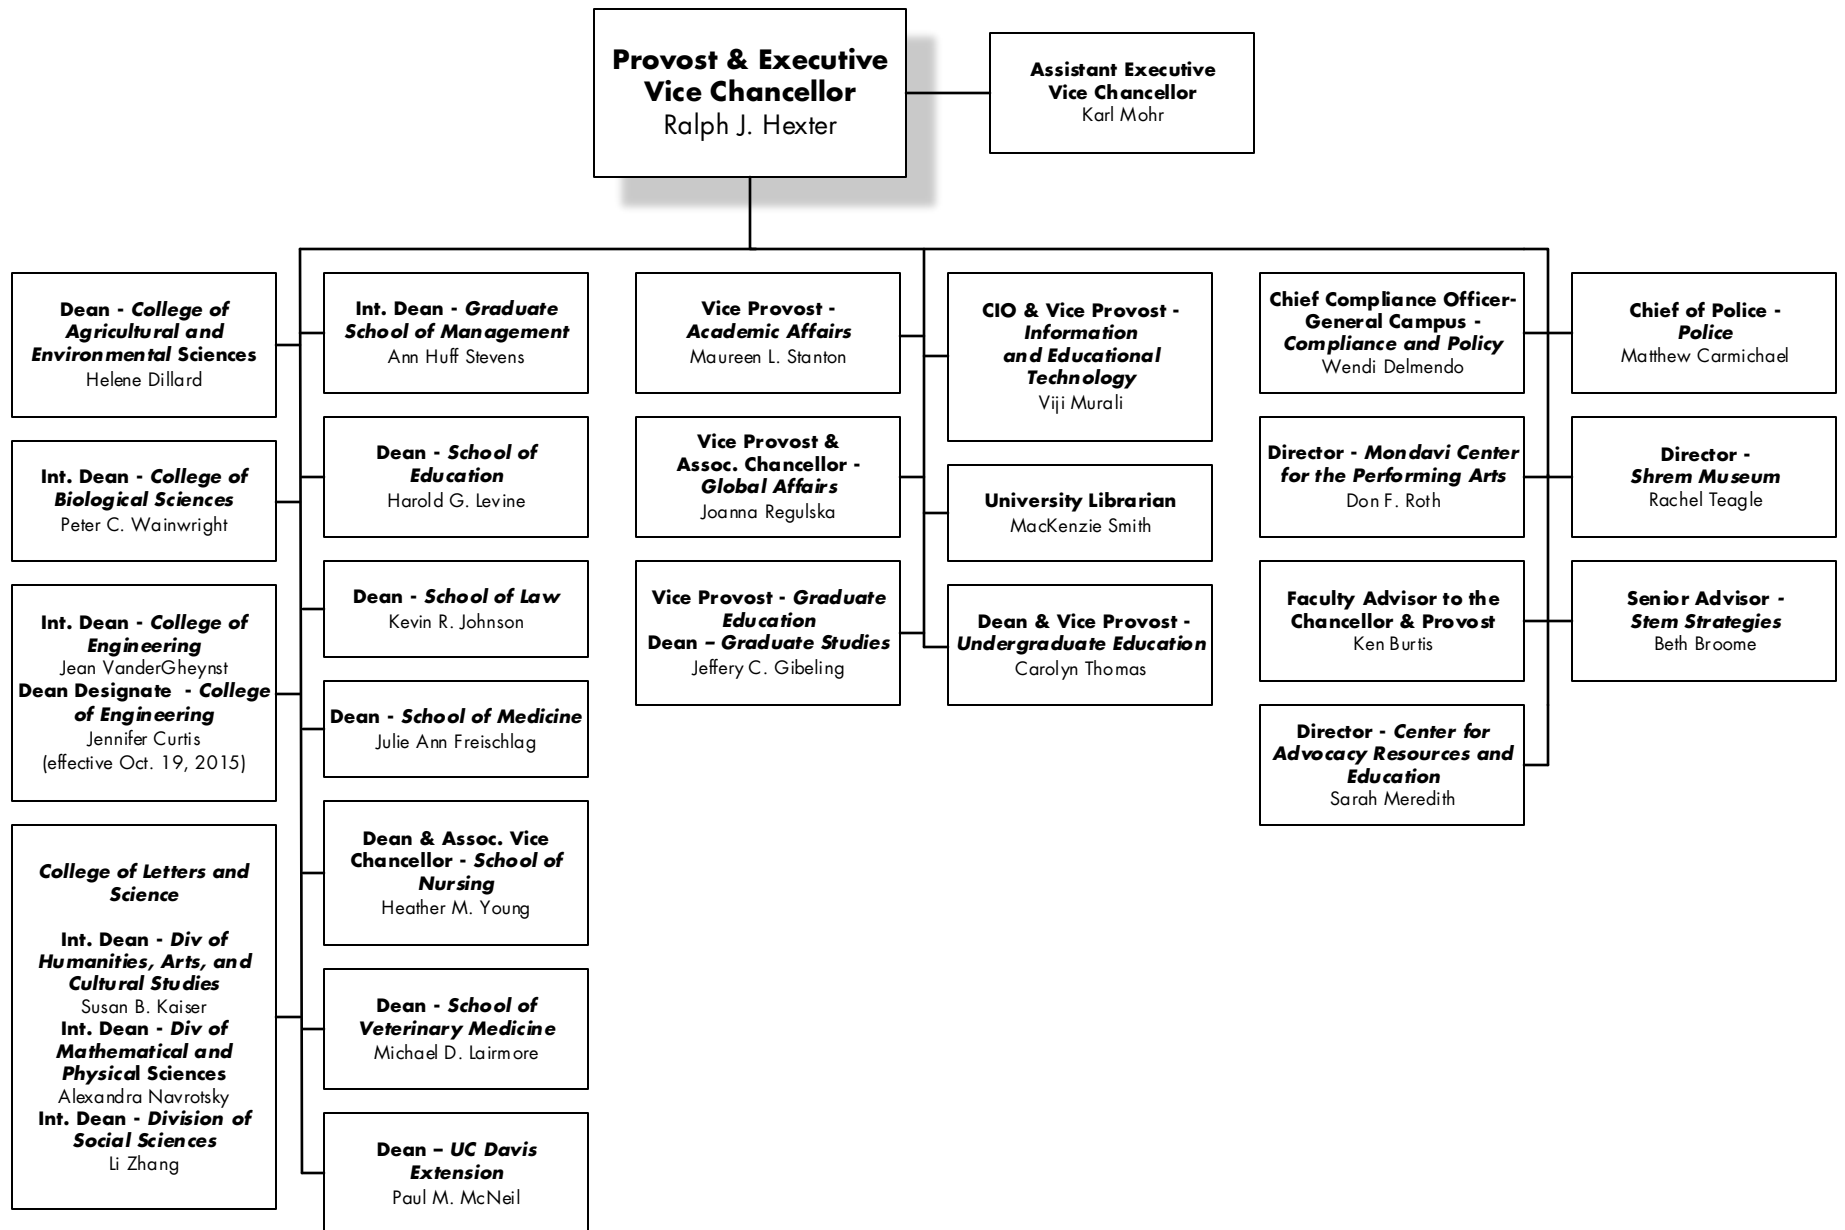 Provost & Executive
Vice Chancellor
Ralph J. Hexter
Assistant Executive
Vice Chancellor
Karl Mohr
Dean - College of
Agricultural and
Environmental Sciences
Helene Dillard
Int. Dean - College of
Biological Sciences
Peter C. Wainwright
Int. Dean - College of
Engineering
Jean VanderGheynst
Dean Designate - College
of Engineering
Jennifer Curtis
(effective Oct. 19, 2015)
College of Letters and
Science
Int. Dean - Div of
Humanities, Arts, and
Cultural Studies
Susan B. Kaiser
Int. Dean - Div of
Mathematical and
Physical Sciences
Alexandra Navrotsky
Int. Dean - Division of
Social Sciences
Li Zhang
Int. Dean - Graduate
School of Management
Ann Huff Stevens
Dean - School of
Education
Harold G. Levine
Dean - School of Law
Kevin R. Johnson
Dean - School of Medicine
Julie Ann Freischlag
Dean & Assoc. Vice
Chancellor - School of
Nursing
Heather M. Young
Dean - School of
Veterinary Medicine
Michael D. Lairmore
Dean – UC Davis
Extension
Paul M. McNeil
Vice Provost -
Academic Affairs
Maureen L. Stanton
Vice Provost &
Assoc. Chancellor -
Global Affairs
Joanna Regulska
Vice Provost - Graduate
Education
Dean – Graduate Studies
Jeffery C. Gibeling
CIO & Vice Provost -
Information
and Educational
Technology
Viji Murali
University Librarian
MacKenzie Smith
Dean & Vice Provost -
Undergraduate Education
Carolyn Thomas
Chief Compliance Officer-
General Campus -
Compliance and Policy
Wendi Delmendo
Director - Mondavi Center
for the Performing Arts
Don F. Roth
Faculty Advisor to the
Chancellor & Provost
Ken Burtis
Director - Center for
Advocacy Resources and
Education
Sarah Meredith
Chief of Police -
Police
Matthew Carmichael
Director -
Shrem Museum
Rachel Teagle
Senior Advisor -
Stem Strategies
Beth Broome